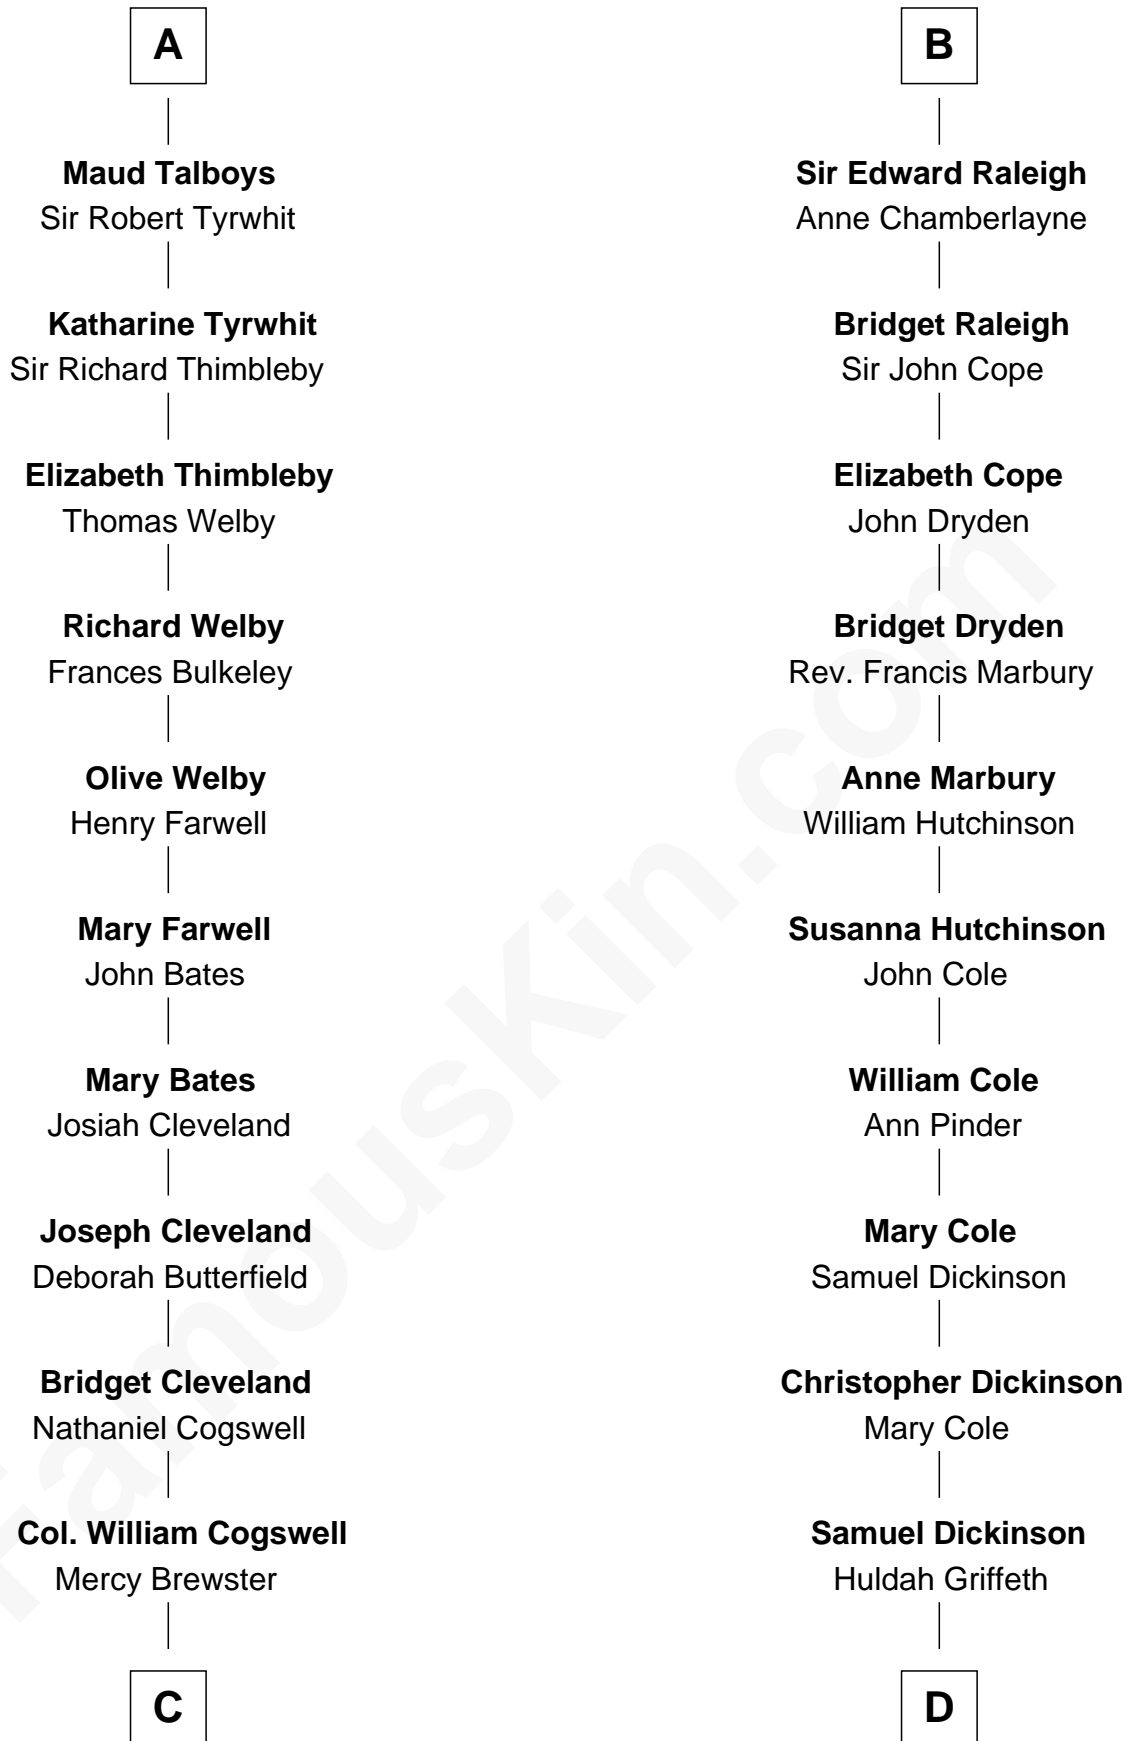 A
Maud Talboys
Sir Robert Tyrwhit
Katharine Tyrwhit
Sir Richard Thimbleby
Elizabeth Thimbleby
Thomas Welby
Richard Welby
Frances Bulkeley
Olive Welby
Henry Farwell
Mary Farwell
John Bates
Mary Bates
Josiah Cleveland
Joseph Cleveland
Deborah Butterfield
Bridget Cleveland
Nathaniel Cogswell
Col. William Cogswell
Mercy Brewster
C
B
Sir Edward Raleigh
Anne Chamberlayne
Bridget Raleigh
Sir John Cope
Elizabeth Cope
John Dryden
Bridget Dryden
Rev. Francis Marbury
Anne Marbury
William Hutchinson
Susanna Hutchinson
John Cole
William Cole
Ann Pinder
Mary Cole
Samuel Dickinson
Christopher Dickinson
Mary Cole
Samuel Dickinson
Huldah Griffeth
D
FamousKin.com